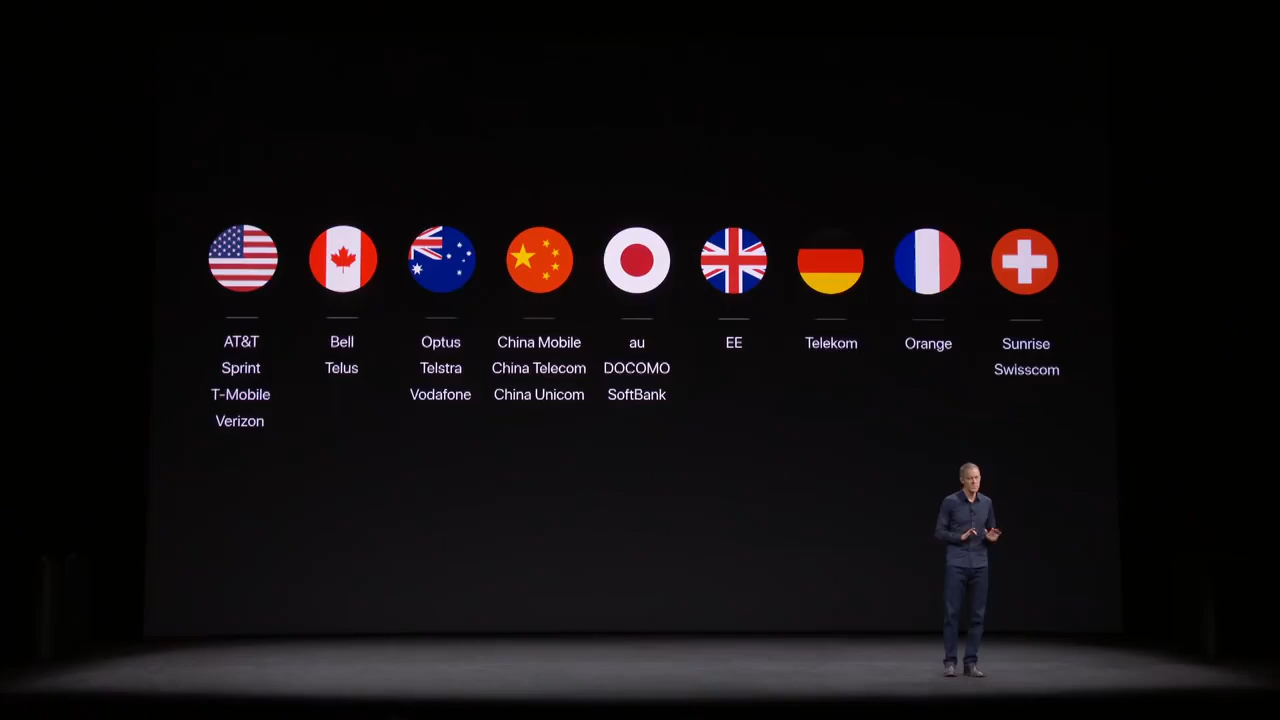 AT&T
Sprint
T-Mobile
Verizon
Bell
Telus
Optus
Telstra
Vodafone
China Mobile
China Telecom
China Unicom
au
DOCOMO
SoftBank
EE
Telekom
Orange
Sunrise
Swisscom